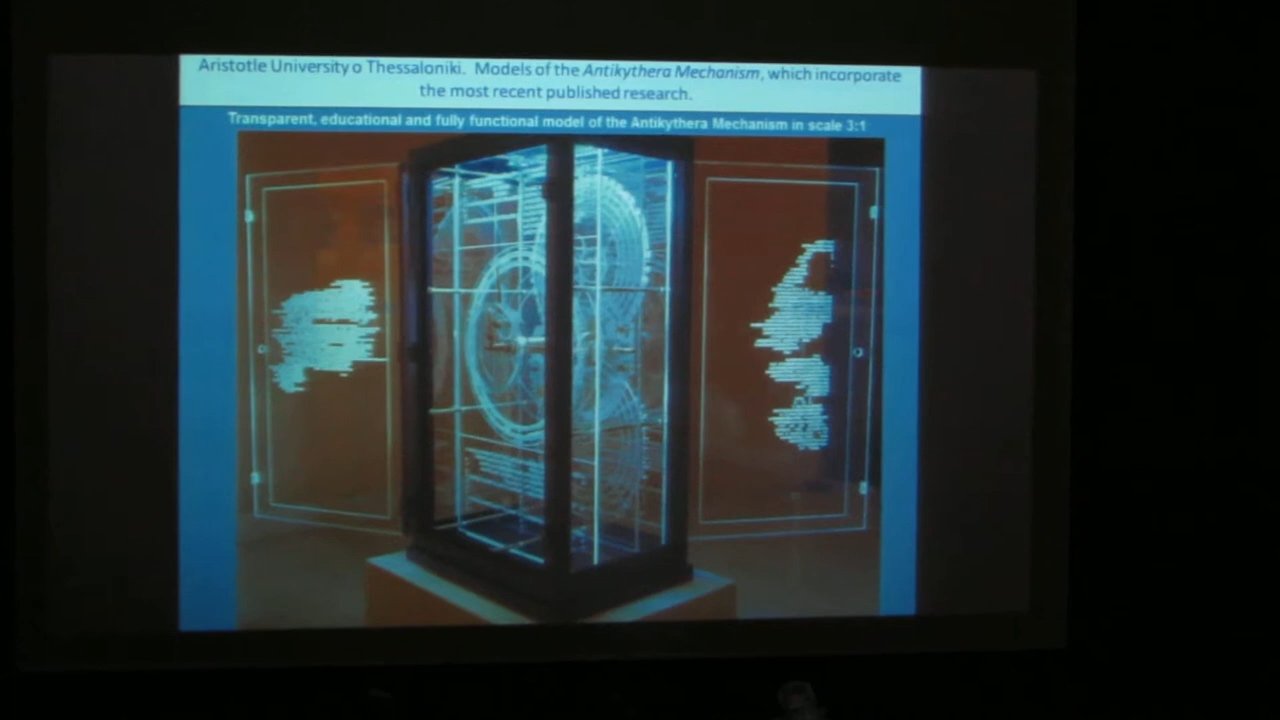 Aristotle University o Thessaloniki. Models of the Antikythera Mechanism, which incorporate
the most recent published research.
Transparent, educational and fully functional model of the Antikythera Mechanism in scale 3:1